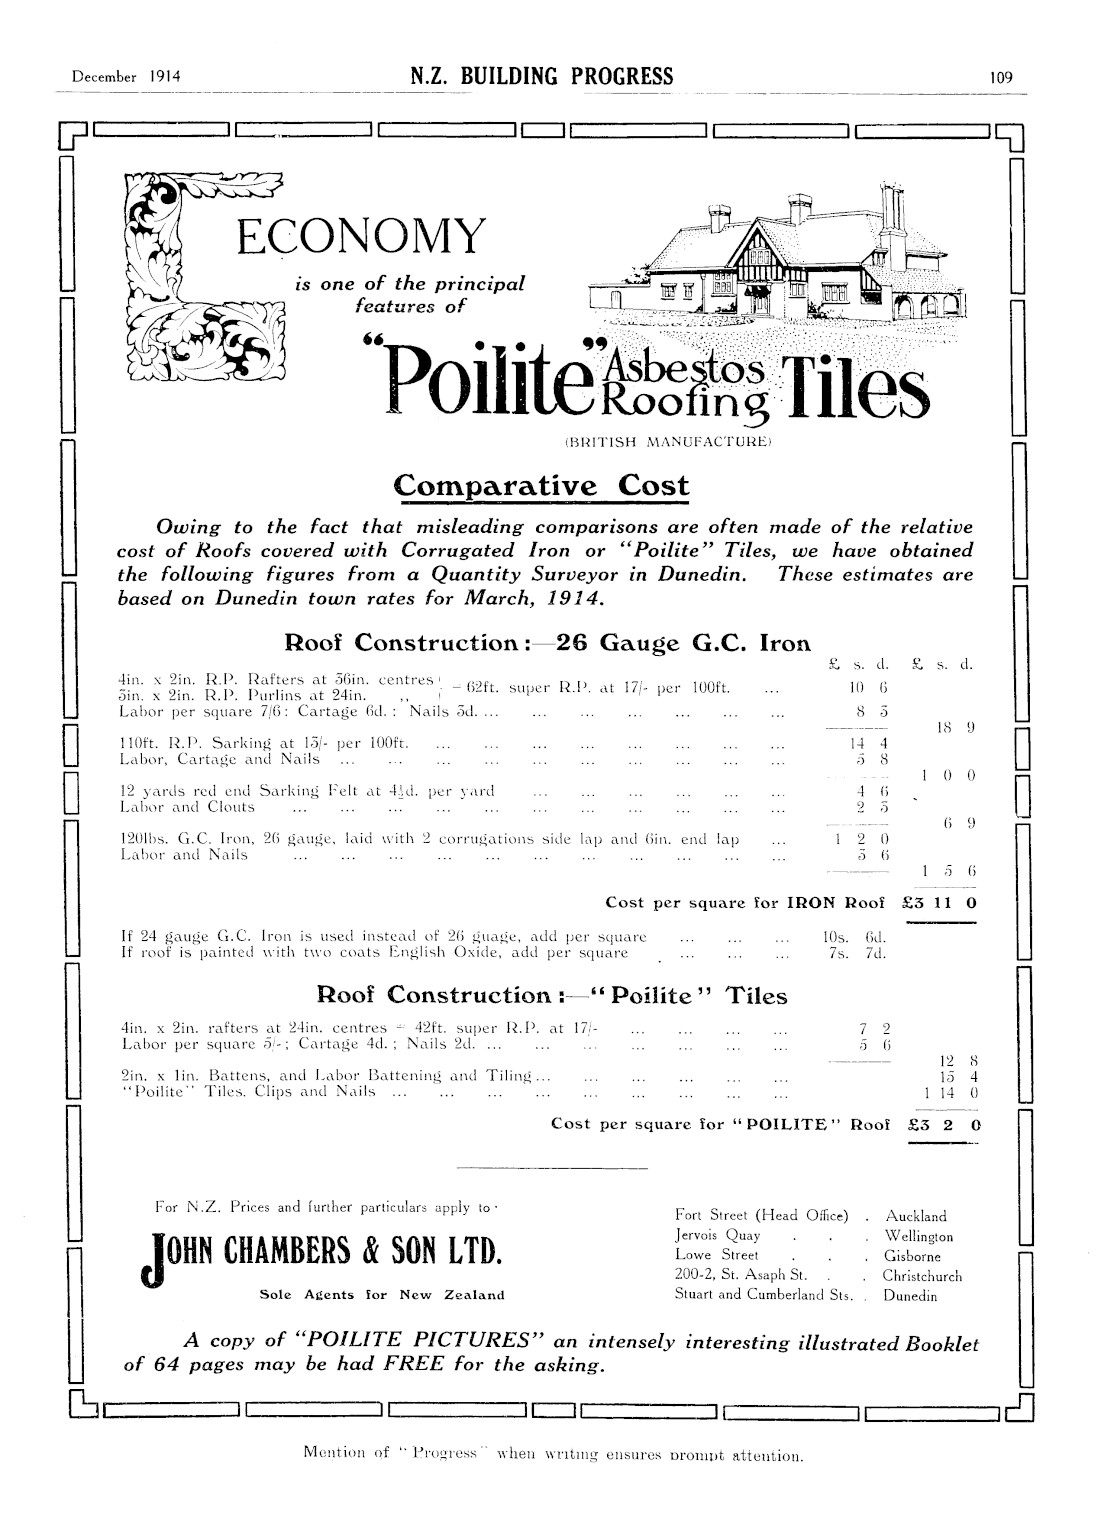 December 1914 N.Z. BUILDING PROGRESS 109
ECONOMY
is one of the principal
features of
"Poilite" Asbestos Roofing Tiles
(BRITISH MANUFACTURE)
Comparative Cost
Owing to the fact that misleading comparisons are often made of the relative
cost of Roofs covered with Corrugated Iron or "Poilite" Tiles, we have obtained
the following figures from a Quantity Surveyor in Dunedin. These estimates are
based on Dunedin town rates for March, 1914.
Roof Construction:—26 Gauge G.C. Iron
£ s. d. £ s. d.
4in. x 2in. R.P. Rafters at 36in. centres
3in. x 2in. R.P. Purlins at 24in. ,, = 62ft. super R.P. at 17/- per 100ft. ... 10 6
Labor per square 7/6: Cartage 6d.: Nails 3d. ... ... ... ... ... ... ... 8 3
18 9
110ft. R.P. Sarking at 13/- per 100ft. ... ... ... ... ... ... ... ... 14 4
Labor, Cartage and Nails ... ... ... ... ... ... ... ... ... ... 5 8
1 0 0
12 yards red end Sarking Felt at 4½d. per yard ... ... ... ... ... ... 4 6
Labor and Clouts ... ... ... ... ... ... ... ... ... ... ... 2 3
6 9
120lbs. G.C. Iron, 26 gauge, laid with 2 corrugations side lap and 6in. end lap ... 1 2 0
Labor and Nails ... ... ... ... ... ... ... ... ... ... ... 3 6
1 5 6
Cost per square for IRON Roof £3 11 0
If 24 gauge G.C. Iron is used instead of 26 guage, add per square ... ... ... 10s. 6d.
If roof is painted with two coats English Oxide, add per square ... ... ... 7s. 7d.
Roof Construction:—"Poilite" Tiles
4in. x 2in. rafters at 24in. centres = 42ft. super R.P. at 17/- ... ... ... ... 7 2
Labor per square 5/-; Cartage 4d.; Nails 2d. ... ... ... ... ... ... ... 5 6
12 8
2in. x 1in. Battens, and Labor Battening and Tiling... ... ... ... ... ... 15 4
"Poilite" Tiles, Clips and Nails ... ... ... ... ... ... ... ... ... 1 14 0
Cost per square for "POILITE" Roof £3 2 0
For N.Z. Prices and further particulars apply to
JOHN CHAMBERS & SON LTD.
Sole Agents for New Zealand
Fort Street (Head Office) . Auckland
Jervois Quay . . . Wellington
Lowe Street . . . Gisborne
200-2, St. Asaph St. . . Christchurch
Stuart and Cumberland Sts. . Dunedin
A copy of "POILITE PICTURES" an intensely interesting illustrated Booklet
of 64 pages may be had FREE for the asking.
Mention of "Progress" when writing ensures prompt attention.